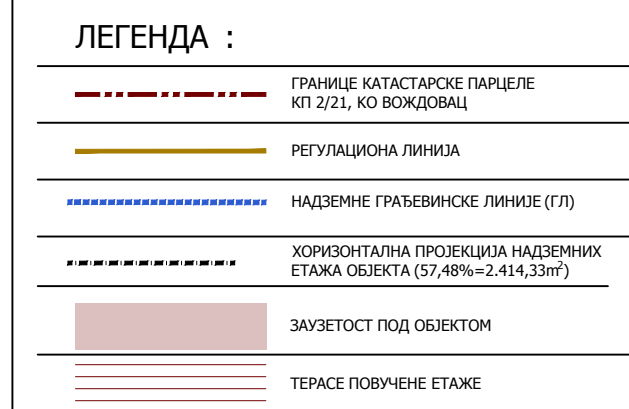 ЛЕГЕНДА :
ГРАНИЦЕ КАТАСТАРСКЕ ПАРЦЕЛЕ
КП 2/21, КО ВОЖДОВАЦ
РЕГУЛАЦИОНА ЛИНИЈА
НАДЗЕМНЕ ГРАЂЕВИНСКЕ ЛИНИЈЕ (ГЛ)
ХОРИЗОНТАЛНА ПРОЈЕКЦИЈА НАДЗЕМНИХ
ЕТАЖА ОБЈЕКТА (57,48%=2.414,33m²)
ЗАУЗЕТОСТ ПОД ОБЈЕКТОМ
ТЕРАСЕ ПОВУЧЕНЕ ЕТАЖЕ